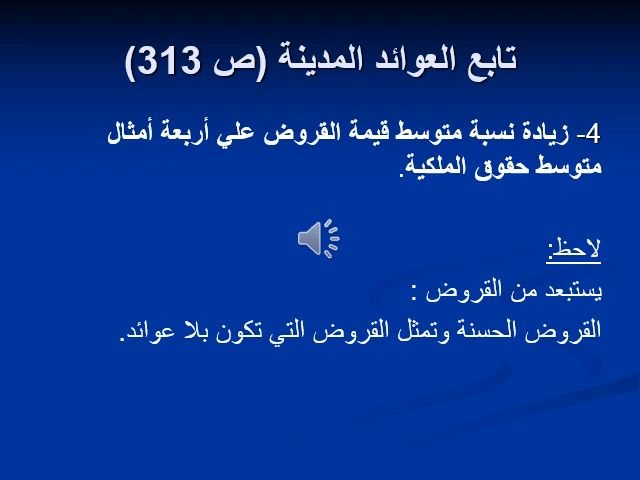 تابع العوائد المدينة (ص 313)
4- زيادة نسبة متوسط قيمة القروض علي أربعة أمثال
متوسط حقوق الملكية.
لاحظ:
يستبعد من القروض :
القروض الحسنة وتمثل القروض التي تكون بلا عوائد.